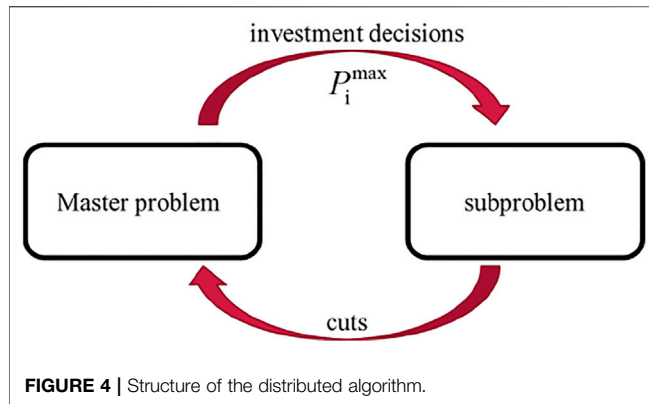 investment decisions
P_i^max
Master problem
subproblem
cuts
FIGURE 4 | Structure of the distributed algorithm.